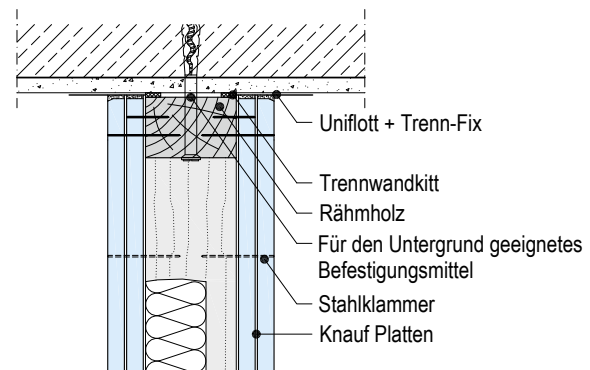 Uniflott + Trenn-Fix
Trennwandkitt
Rähmholz
Für den Untergrund geeignetes
Befestigungsmittel
Stahlklammer
Knauf Platten